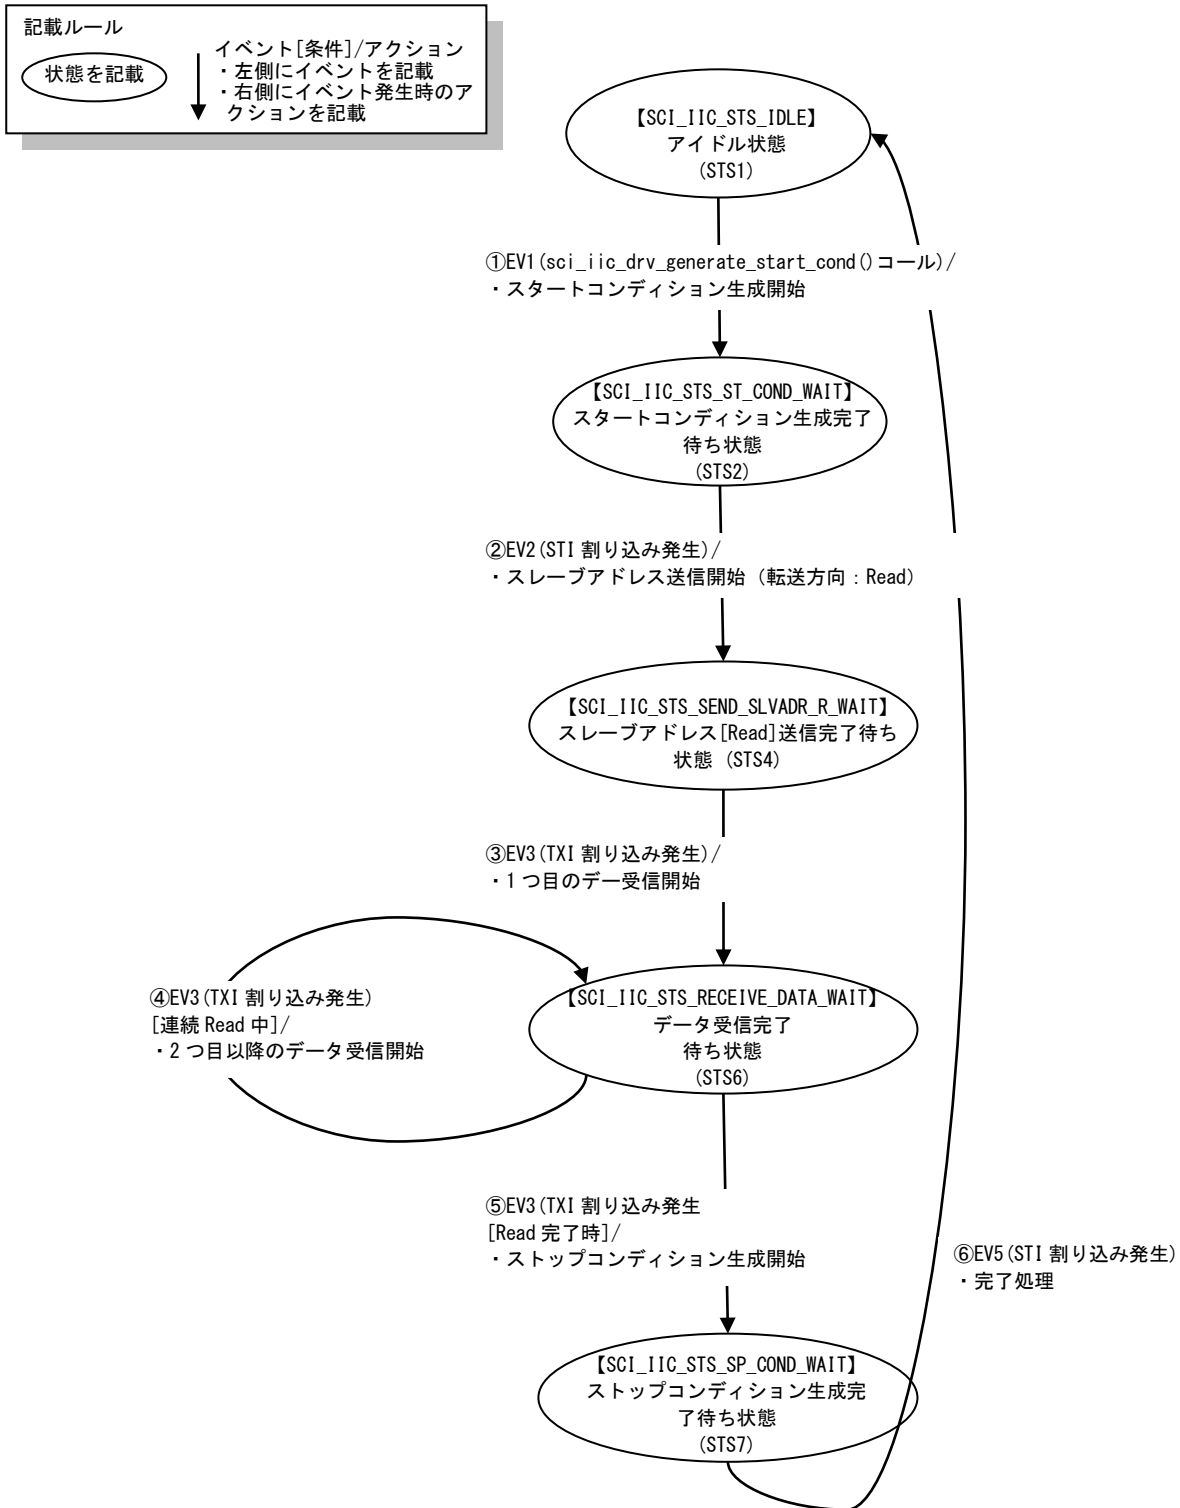 記載ルール
状態を記載
イベント[条件]/アクション
・左側にイベントを記載
・右側にイベント発生時のア
クションを記載
【SCI_IIC_STS_IDLE】
アイドル状態
(STS1)
①EV1(sci_iic_drv_generate_start_cond()コール)/
・スタートコンディション生成開始
【SCI_IIC_STS_ST_COND_WAIT】
スタートコンディション生成完了
待ち状態
(STS2)
②EV2(STI 割り込み発生)/
・スレーブアドレス送信開始（転送方向：Read）
【SCI_IIC_STS_SEND_SLVADR_R_WAIT】
スレーブアドレス[Read]送信完了待ち
状態 (STS4)
③EV3(TXI 割り込み発生)/
・1 つ目のデー受信開始
④EV3(TXI 割り込み発生)
[連続 Read 中]/
・2 つ目以降のデータ受信開始
【SCI_IIC_STS_RECEIVE_DATA_WAIT】
データ受信完了
待ち状態
(STS6)
⑤EV3(TXI 割り込み発生
[Read 完了時]/
・ストップコンディション生成開始
⑥EV5(STI 割り込み発生)
・完了処理
【SCI_IIC_STS_SP_COND_WAIT】
ストップコンディション生成完
了待ち状態
(STS7)